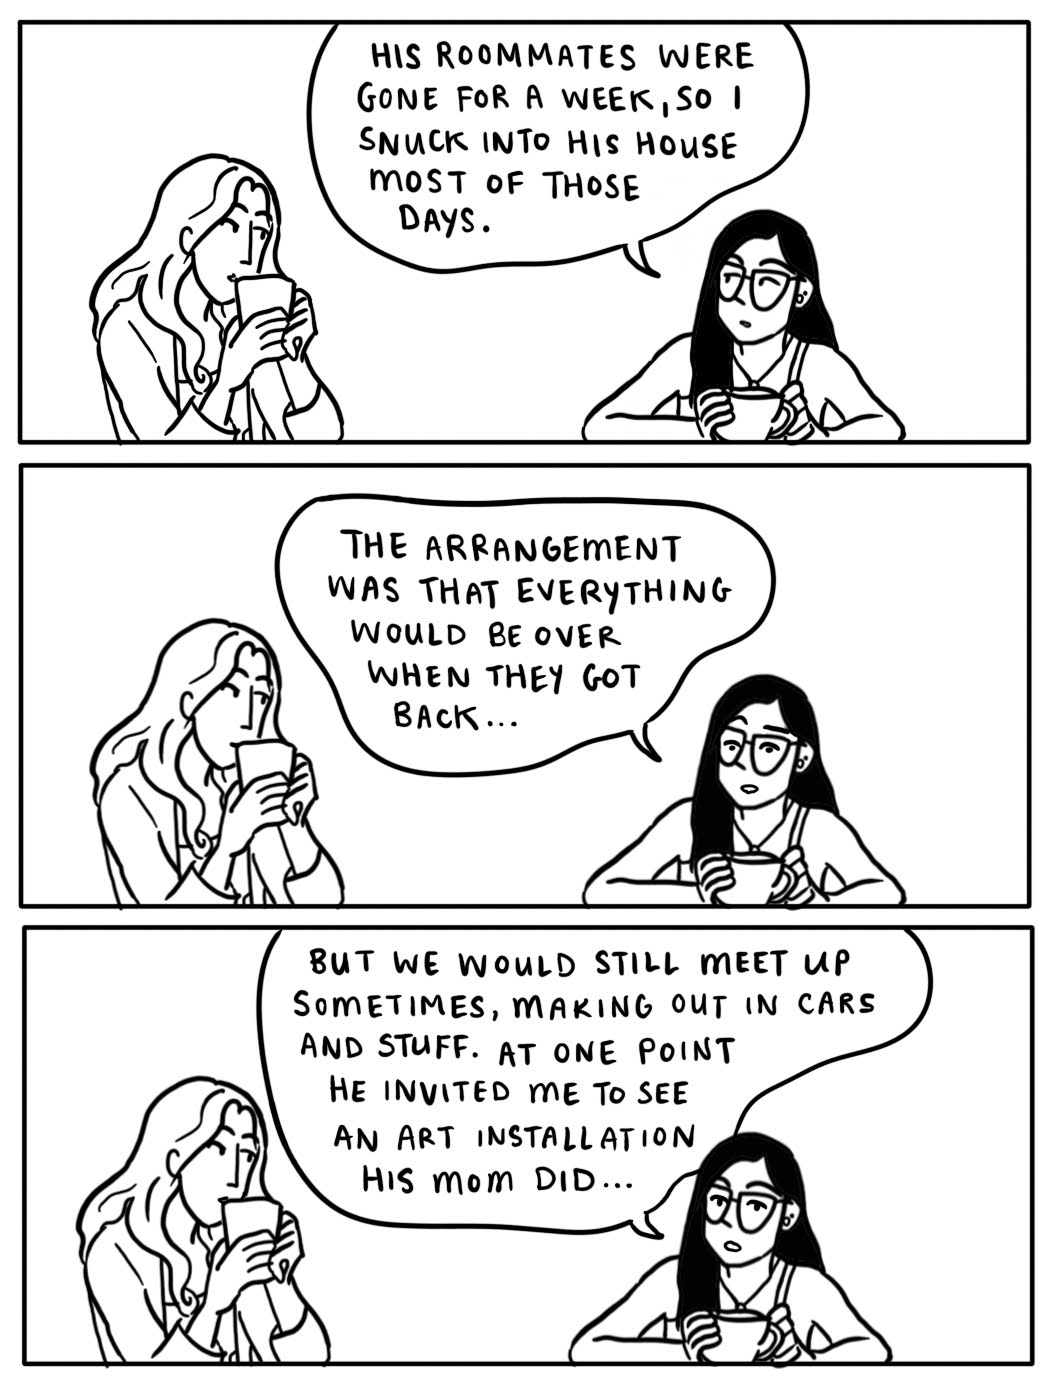 HIS ROOMMATES WERE
GONE FOR A WEEK, SO I
SNUCK INTO HIS HOUSE
MOST OF THOSE
DAYS.
THE ARRANGEMENT
WAS THAT EVERYTHING
WOULD BE OVER
WHEN THEY GOT
BACK...
BUT WE WOULD STILL MEET UP
SOMETIMES, MAKING OUT IN CARS
AND STUFF. AT ONE POINT
HE INVITED ME TO SEE
AN ART INSTALLATION
HIS MOM DID...